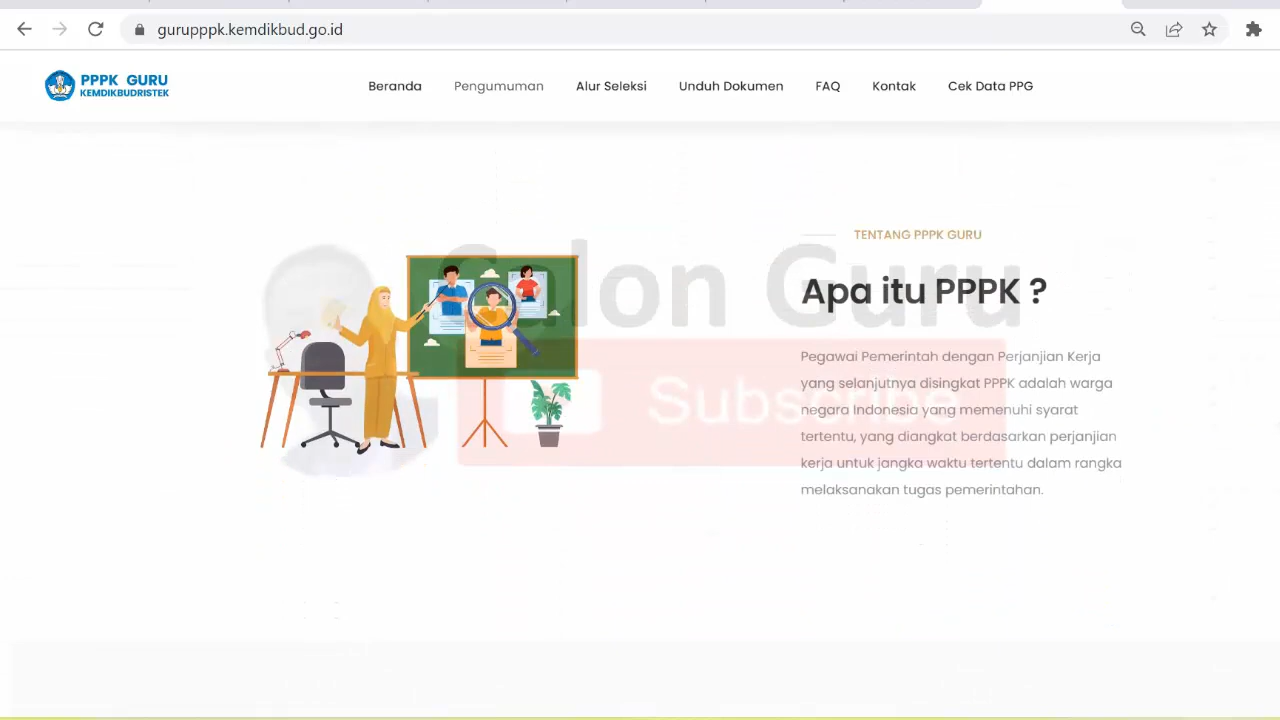 gurupppk.kemdikbud.go.id
PPPK GURU
KEMDIKBUDRISTEK
Beranda
Pengumuman
Alur Seleksi
Unduh Dokumen
FAQ
Kontak
Cek Data PPG
TENTANG PPPK GURU
Calon Guru
Apa itu PPPK ?
Subscribe
Pegawai Pemerintah dengan Perjanjian Kerja
yang selanjutnya disingkat PPPK adalah warga
negara Indonesia yang memenuhi syarat
tertentu, yang diangkat berdasarkan perjanjian
kerja untuk jangka waktu tertentu dalam rangka
melaksanakan tugas pemerintahan.